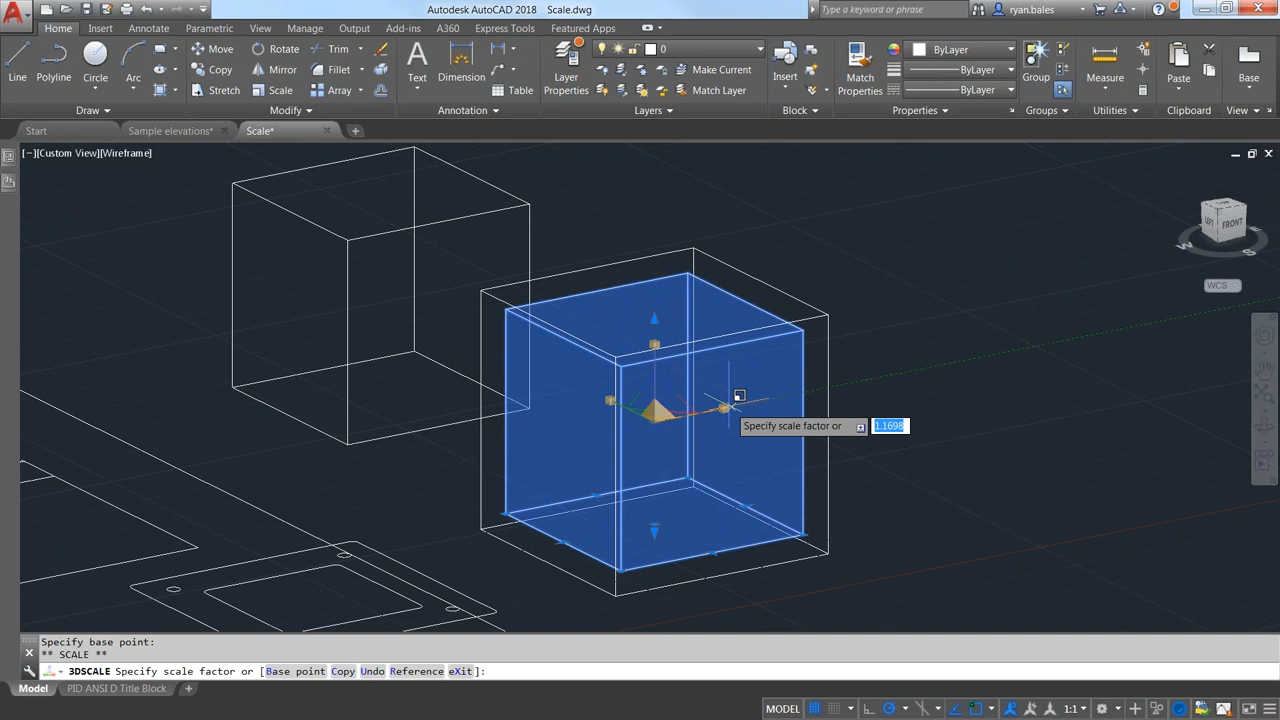 Autodesk AutoCAD 2018 Scale.dwg
Type a keyword or phrase
ryan.bales
Home Insert Annotate Parametric View Manage Output Add-ins A360 Express Tools Featured Apps
Line Polyline Circle Arc
Move Rotate Trim
Copy Mirror Fillet
Stretch Scale Array
Text Dimension Table
Layer Properties
0
Make Current
Match Layer
Insert
Match Properties
ByLayer
ByLayer
ByLayer
Group Measure Paste Base
Draw Modify Annotation Layers Block Properties Groups Utilities Clipboard View
Start Sample elevations* Scale*
[−][Custom View][Wireframe]
LEFT FRONT
W E
S
WCS
Specify scale factor or 1.1698
Specify base point:
** SCALE **
3DSCALE Specify scale factor or [Base point Copy Undo Reference eXit]:
Model PID ANSI D Title Block
MODEL 1:1